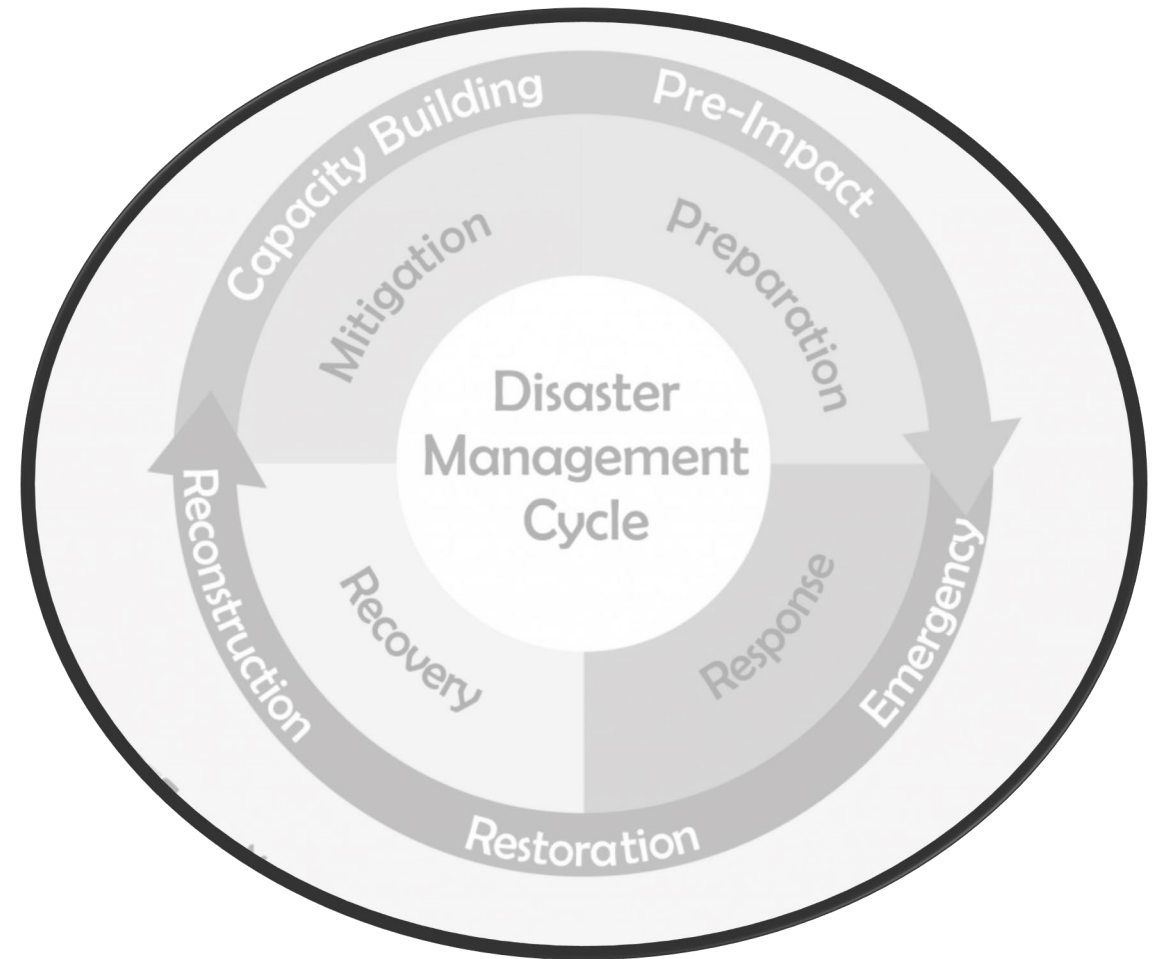 Capacity Building
Pre-Impact
Mitigation
Preparation
Disaster
Management
Cycle
Reconstruction
Emergency
Recovery
Response
Restoration